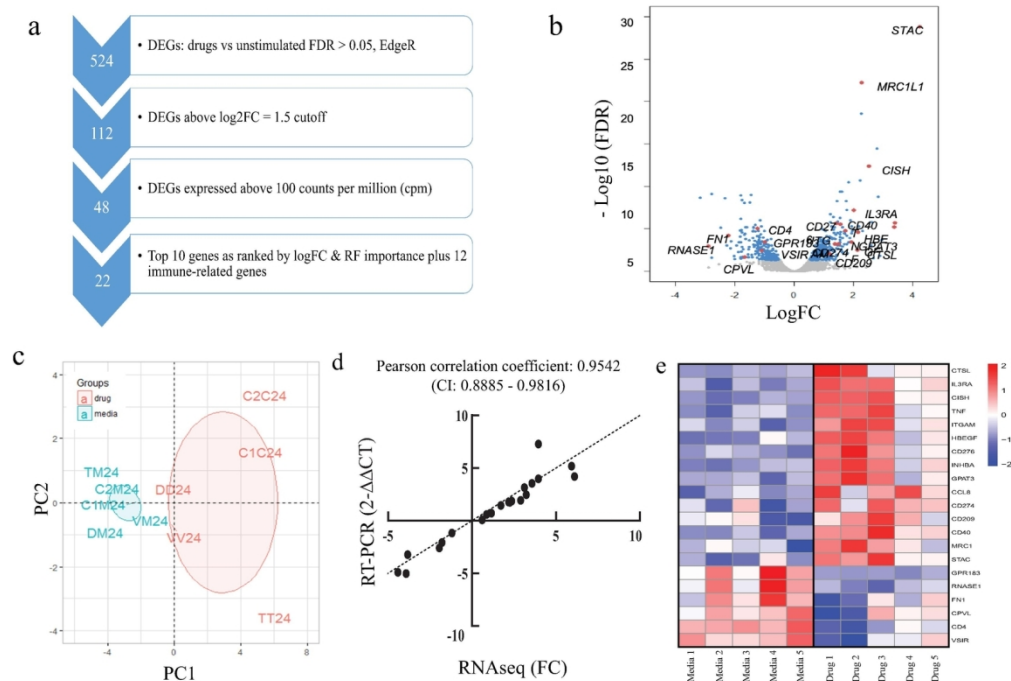 a
524
• DEGs: drugs vs unstimulated FDR > 0.05, EdgeR
112
• DEGs above log2FC = 1.5 cutoff
48
• DEGs expressed above 100 counts per million (cpm)
22
• Top 10 genes as ranked by logFC & RF importance plus 12
immune-related genes
b
- Log10 (FDR)
30
25
20
15
10
5
STAC
MRC1L1
CISH
IL3RA
CD27
CD40
CD4
FN1
GPR183
HBE
RNASE1
VSIR
CD274
CTSL
CD209
CPVL
-4
-2
0
2
4
LogFC
c
Groups
a drug
a media
PC2
4
2
0
-2
-4
C2C24
C1C24
TM24
C2M24
DD24
C1M24
VM24
DM24
VV24
TT24
-4
0
4
8
PC1
d
Pearson correlation coefficient: 0.9542
(CI: 0.8885 - 0.9816)
RT-PCR (2-ΔΔCT)
10
5
-5
5
10
-5
-10
RNAseq (FC)
e
CTSL
IL3RA
CISH
TNF
ITGAM
HBEGF
CD276
INHBA
GPAT3
CCL8
CD274
CD209
CD40
MRC1
STAC
GPR183
RNASE1
FN1
CPVL
CD4
VSIR
Media 1
Media 2
Media 3
Media 4
Media 5
Drug 1
Drug 2
Drug 3
Drug 4
Drug 5
2
1
0
−1
−2